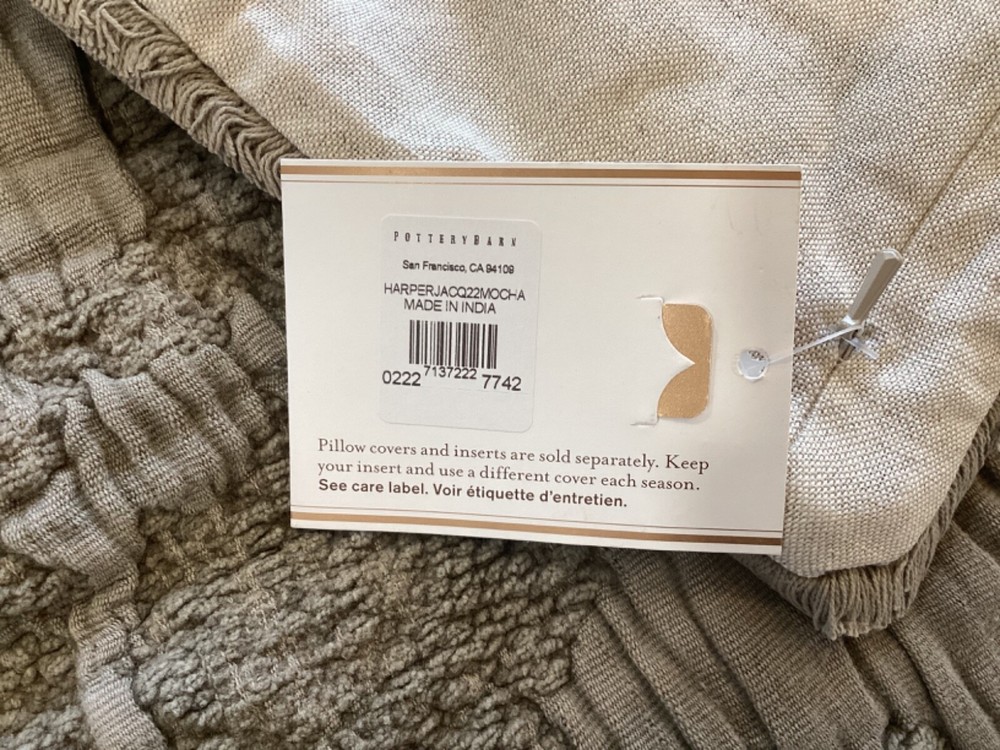 POTTERYBARN
San Francisco, CA 94109
HARPERJACQ22MOCHA
MADE IN INDIA
0222 7137222 7742
Pillow covers and inserts are sold separately. Keep
your insert and use a different cover each season.
See care label. Voir étiquette d'entretien.